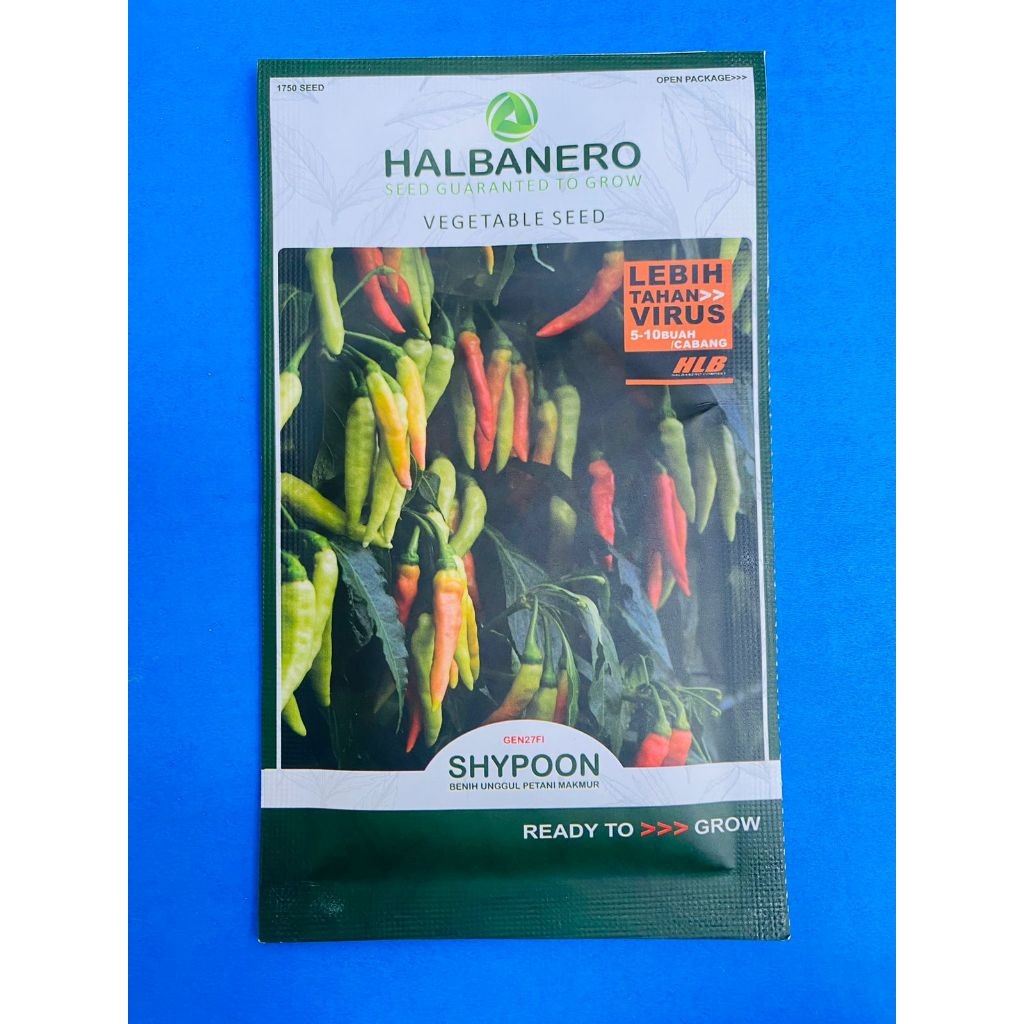 1750 SEED
OPEN PACKAGE>>>
HALBANERO
SEED GUARANTED TO GROW
VEGETABLE SEED
LEBIH
TAHAN>>
VIRUS
5-10BUAH
/CABANG
HLB
GEN27FI
SHYPOON
BENIH UNGGUL PETANI MAKMUR
READY TO >>> GROW